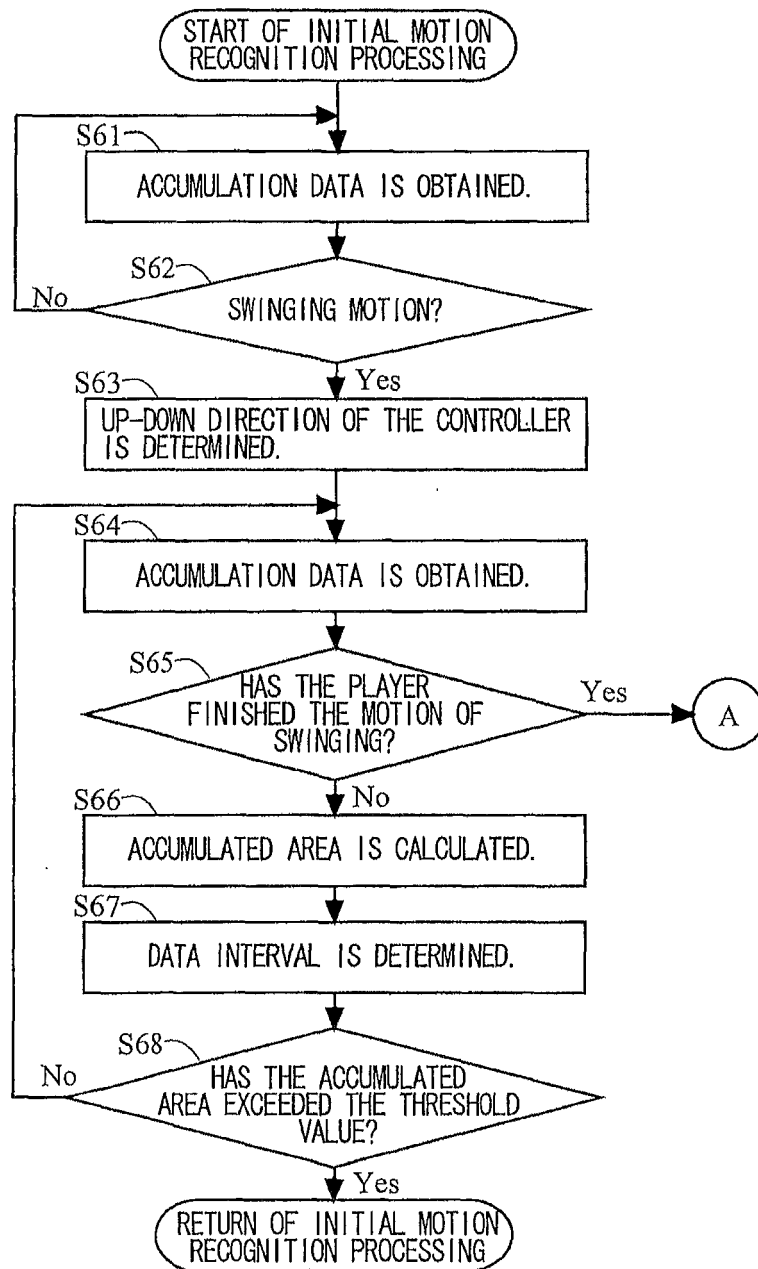 START OF INITIAL MOTION
RECOGNITION PROCESSING
S61
ACCUMULATION DATA IS OBTAINED.
S62
No
SWINGING MOTION?
Yes
S63
UP-DOWN DIRECTION OF THE CONTROLLER
IS DETERMINED.
S64
ACCUMULATION DATA IS OBTAINED.
S65
HAS THE PLAYER
FINISHED THE MOTION OF
SWINGING?
Yes
A
No
S66
ACCUMULATED AREA IS CALCULATED.
S67
DATA INTERVAL IS DETERMINED.
S68
No
HAS THE ACCUMULATED
AREA EXCEEDED THE THRESHOLD
VALUE?
Yes
RETURN OF INITIAL MOTION
RECOGNITION PROCESSING